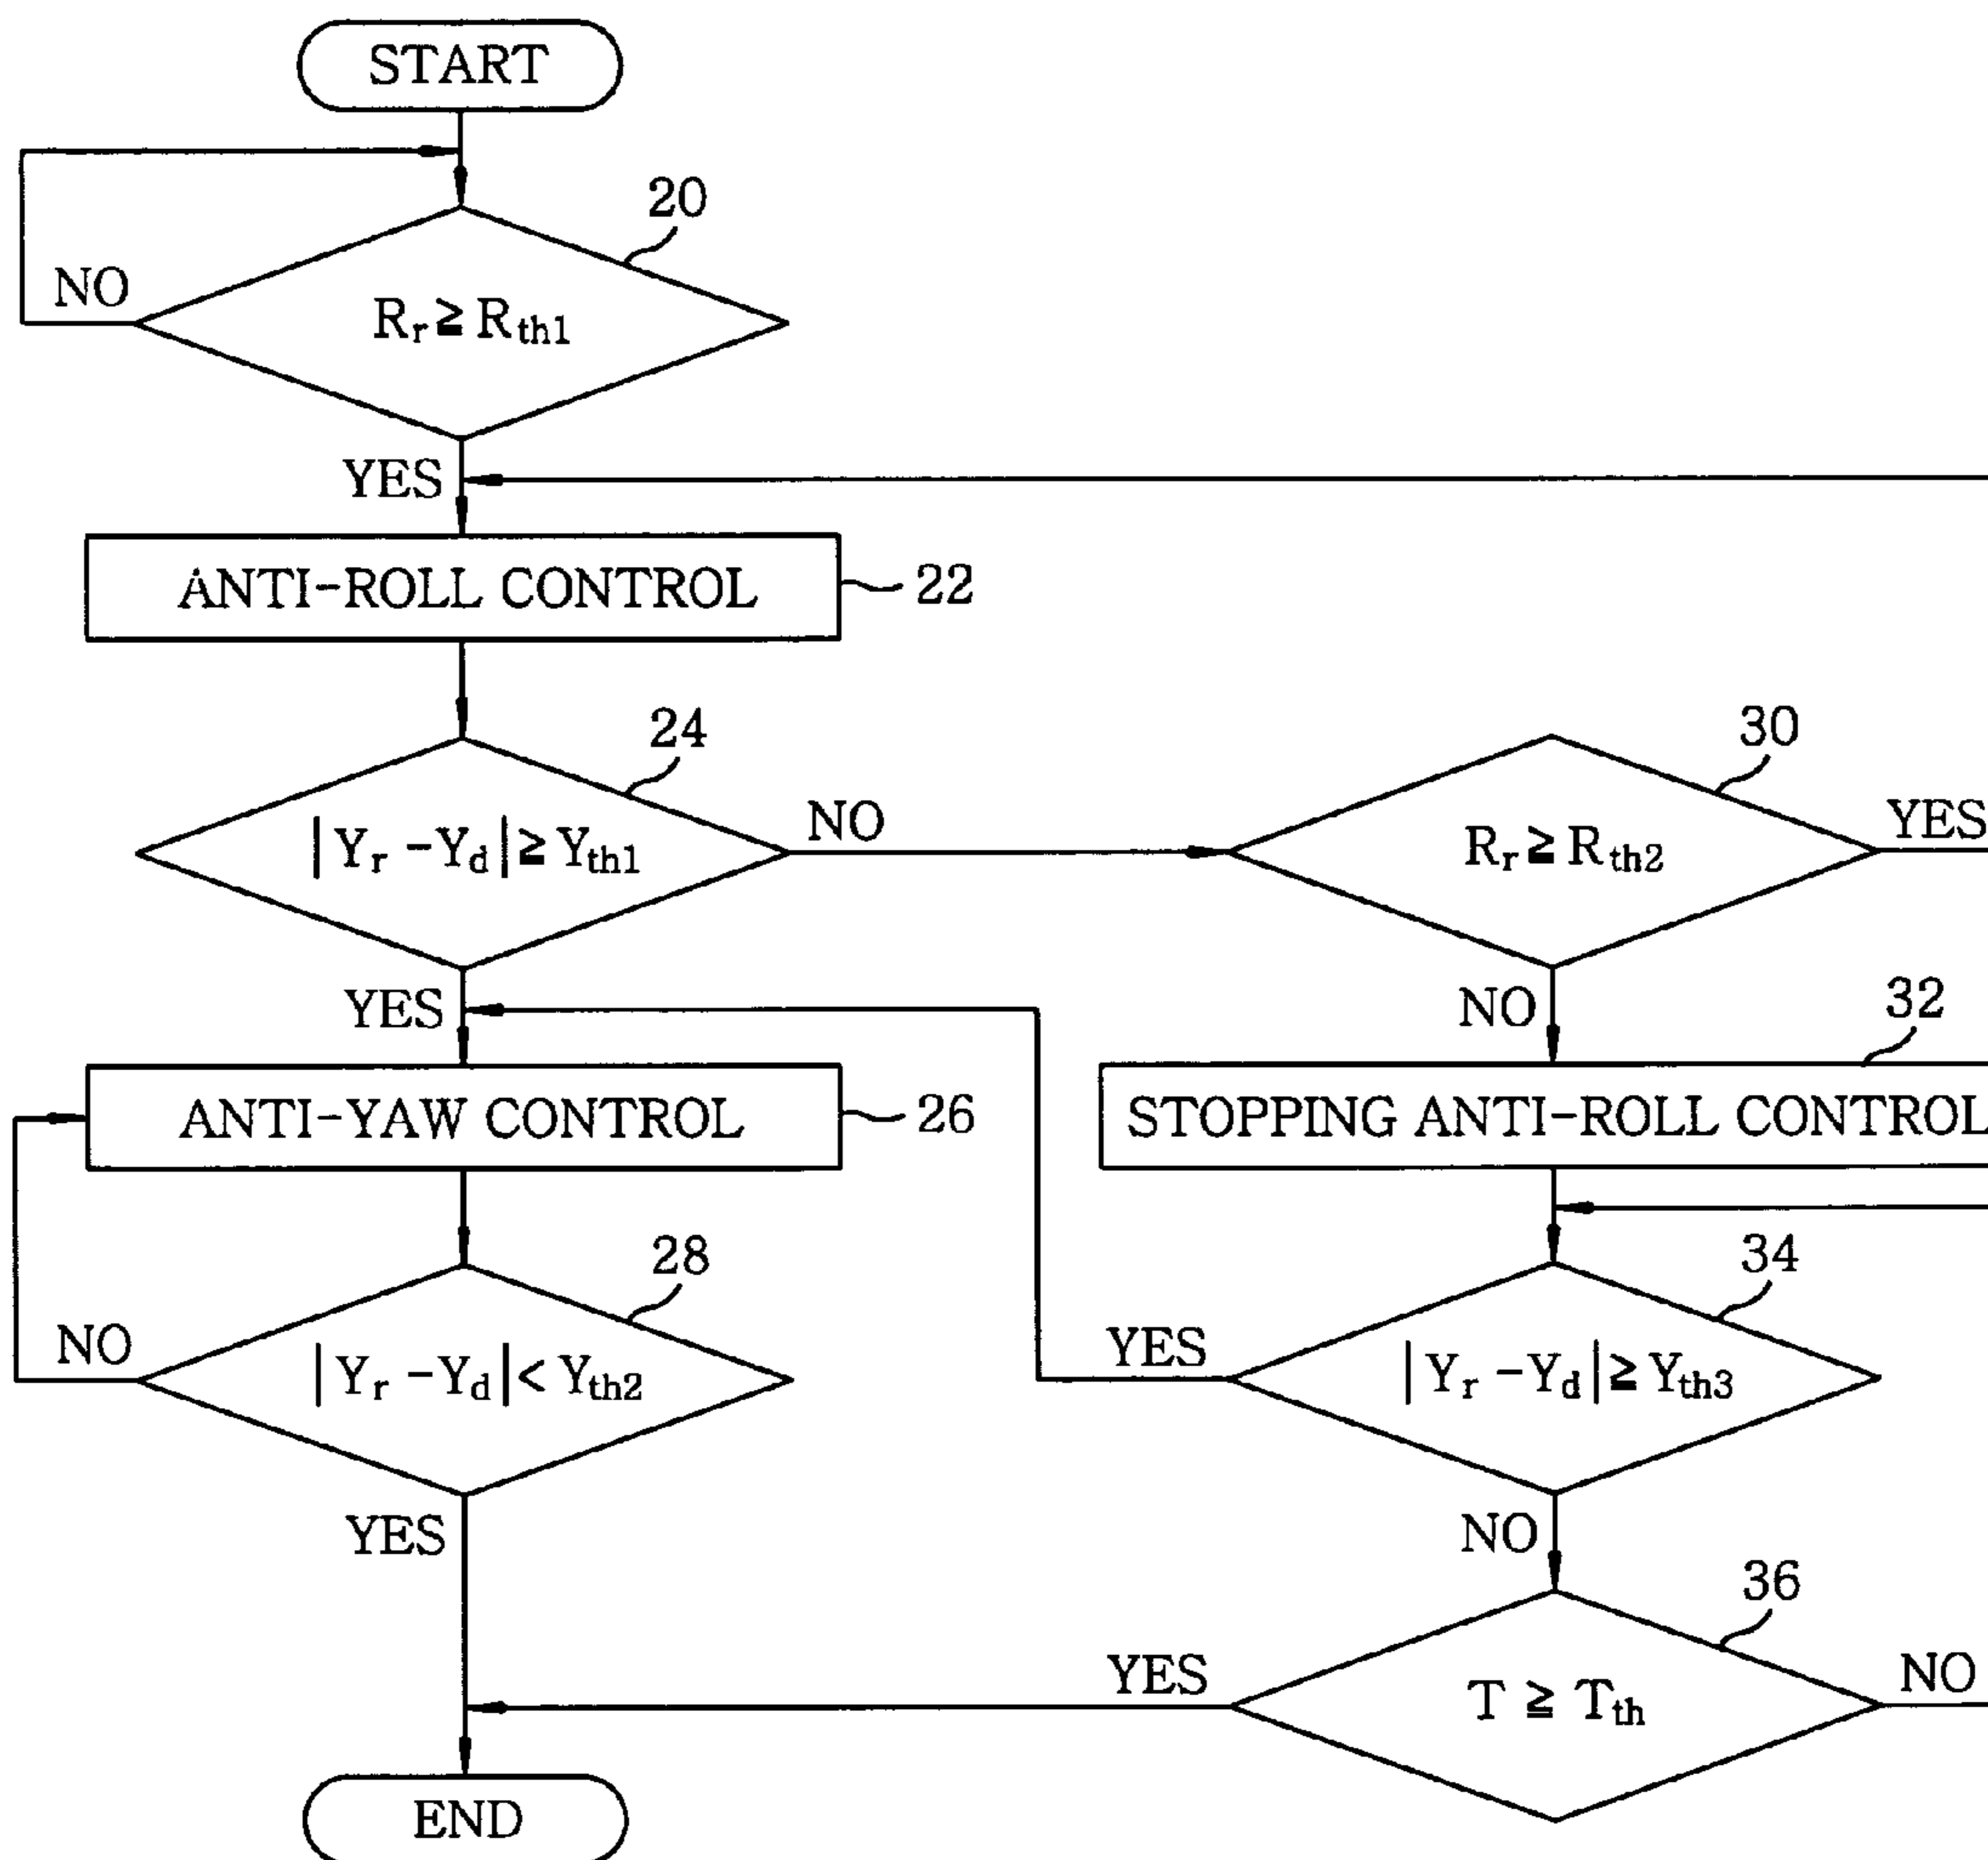 START
20
NO
Rr ≧ Rth1
YES
ANTI-ROLL CONTROL
22
24
|Yr -Yd| ≧ Yth1
NO
30
Rr ≧ Rth2
YES
YES
NO
32
ANTI-YAW CONTROL
26
STOPPING ANTI-ROLL CONTROL
28
NO
|Yr -Yd| < Yth2
34
YES
|Yr -Yd| ≧ Yth3
YES
NO
36
YES
T ≧ Tth
NO
END